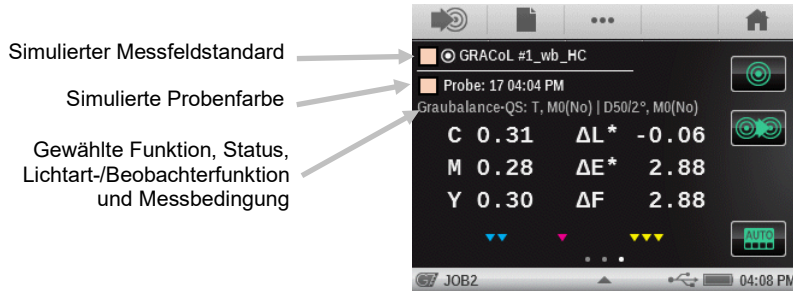 Simulierter Messfeldstandard
Simulierte Probenfarbe
Gewählte Funktion, Status,
Lichtart-/Beobachterfunktion
und Messbedingung
GRACoL #1_wb_HC
Probe: 17 04:04 PM
Graubalance-QS: T, M0(No) | D50/2°, M0(No)
C 0.31 ΔL* -0.06
M 0.28 ΔE* 2.88
Y 0.30 ΔF 2.88
AUTO
G7 JOB2 04:08 PM